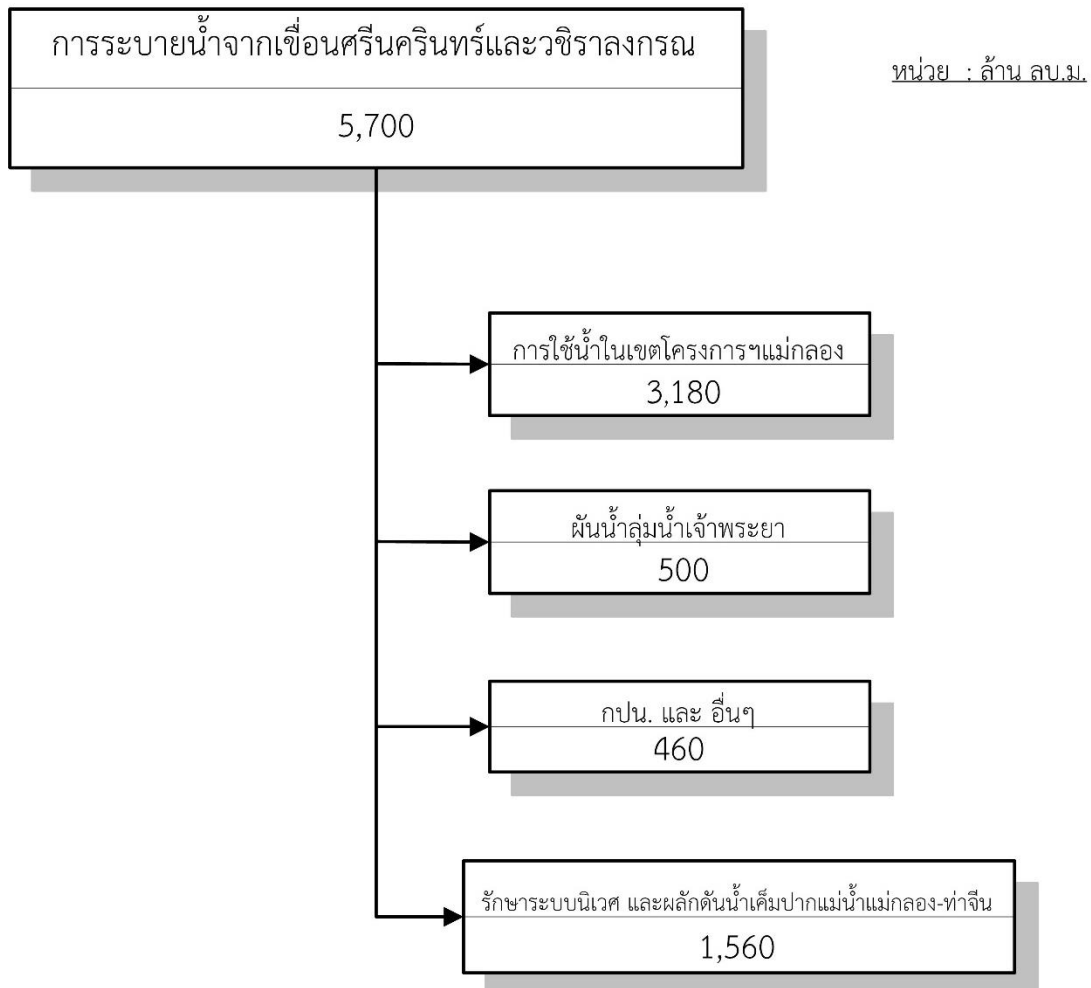 การระบายน้ำจากเขื่อนศรีนครินทร์และวชิราลงกรณ
5,700
หน่วย : ล้าน ลบ.ม.
การใช้น้ำในเขตโครงการฯแม่กลอง
3,180
ผันน้ำลุ่มน้ำเจ้าพระยา
500
กปน. และ อื่นๆ
460
รักษาระบบนิเวศ และผลักดันน้ำเค็มปากแม่น้ำแม่กลอง-ท่าจีน
1,560